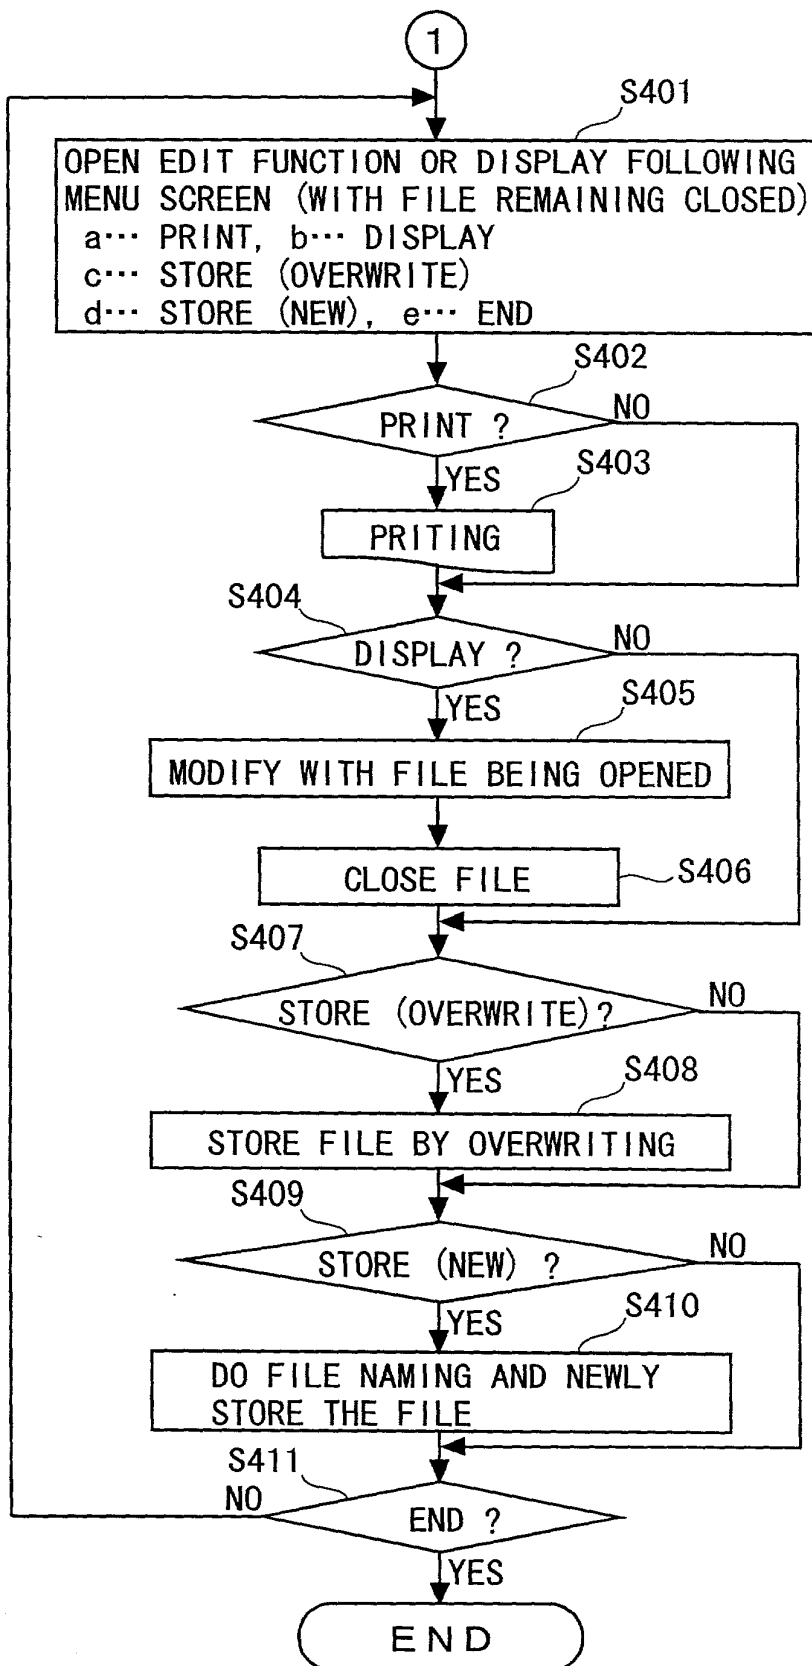 1
S401
OPEN EDIT FUNCTION OR DISPLAY FOLLOWING
MENU SCREEN (WITH FILE REMAINING CLOSED)
a··· PRINT, b··· DISPLAY
c··· STORE (OVERWRITE)
d··· STORE (NEW), e··· END
S402
PRINT ?
NO
YES
S403
PRITING
S404
DISPLAY ?
NO
YES
S405
MODIFY WITH FILE BEING OPENED
CLOSE FILE
S406
S407
STORE (OVERWRITE)?
NO
YES
S408
STORE FILE BY OVERWRITING
S409
STORE (NEW) ?
NO
YES
S410
DO FILE NAMING AND NEWLY
STORE THE FILE
S411
NO
END ?
YES
END